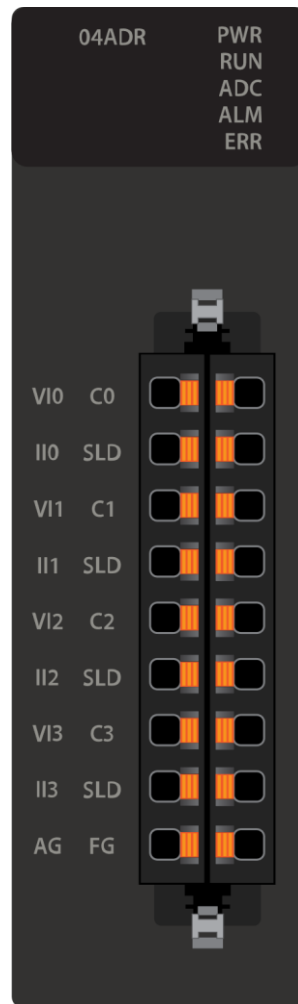 04ADR PWR
RUN
ADC
ALM
ERR
VI0 C0
II0 SLD
VI1 C1
II1 SLD
VI2 C2
II2 SLD
VI3 C3
II3 SLD
AG FG